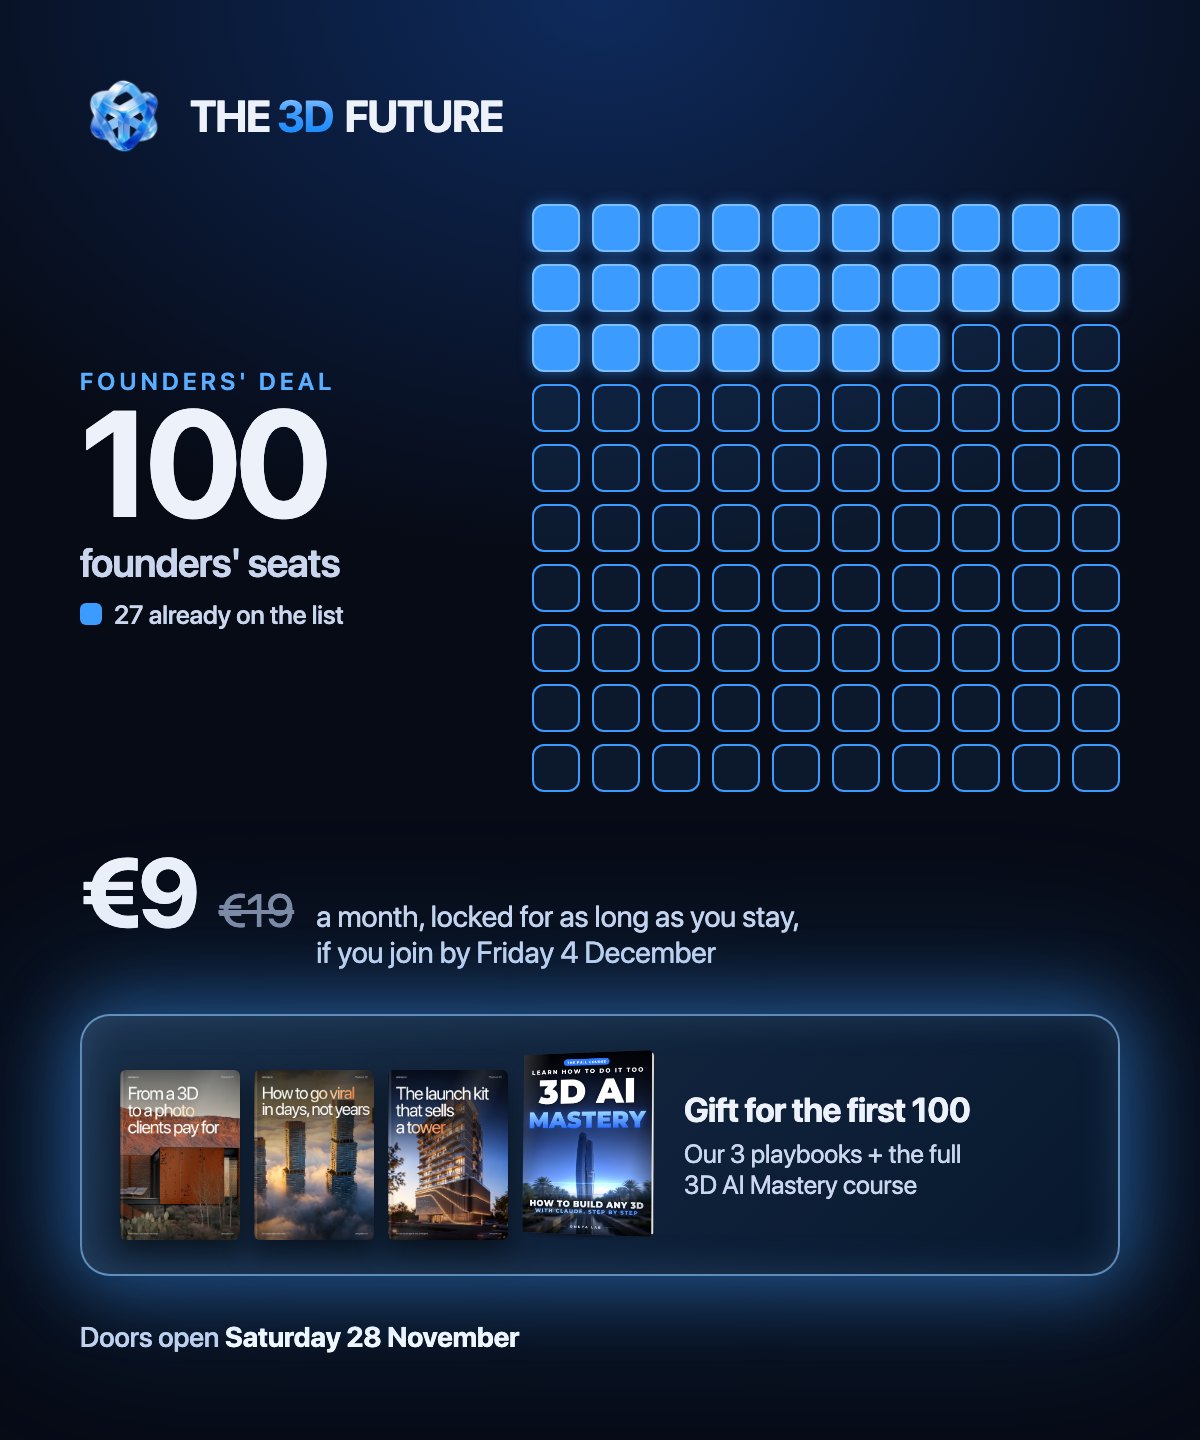 THE 3D FUTURE
FOUNDERS' DEAL
100
founders' seats
27 already on the list
€9 €19 a month, locked for as long as you stay,
if you join by Friday 4 December
From a 3D
to a photo
clients pay for
How to go viral
in days, not years
The launch kit
that sells
a tower
THE FULL COURSE
LEARN HOW TO DO IT TOO
3D AI
MASTERY
HOW TO BUILD ANY 3D
WITH CLAUDE, STEP BY STEP
Gift for the first 100
Our 3 playbooks + the full
3D AI Mastery course
Doors open Saturday 28 November